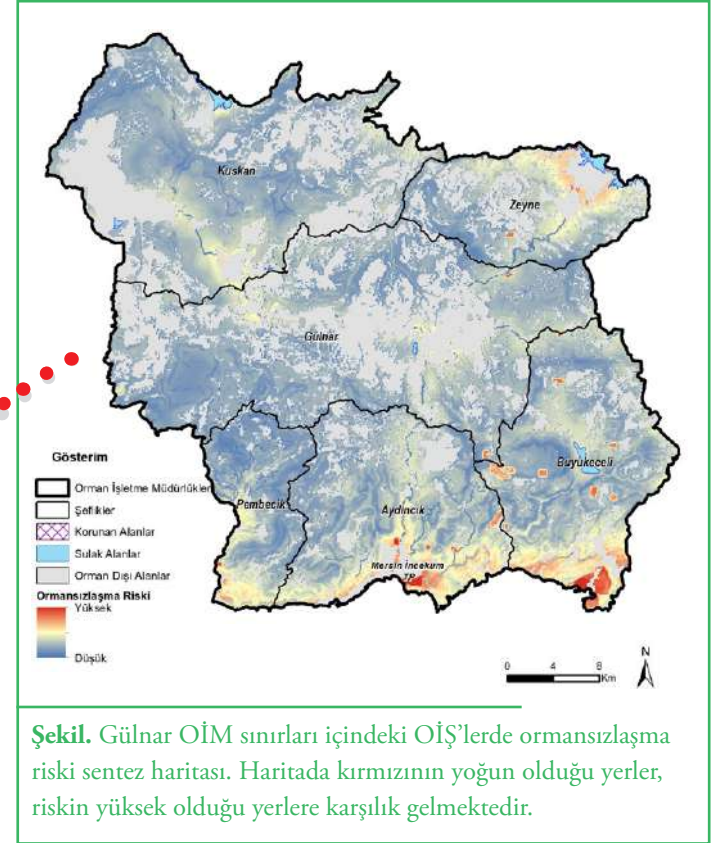 Kuskan
Zeyne
Gülnar
Büyükeceli
Pembecik
Aydıncık
Mersin İncekum
TP
Gösterim
Orman İşletme Müdürlükler
Şeflikler
Korunan Alanlar
Sulak Alanlar
Orman Dışı Alanlar
Ormansızlaşma Riski
Yüksek
Düşük
0 4 8
Km
N
Şekil. Gülnar OİM sınırları içindeki OİŞ’lerde ormansızlaşma
riski sentez haritası. Haritada kırmızının yoğun olduğu yerler,
riskin yüksek olduğu yerlere karşılık gelmektedir.